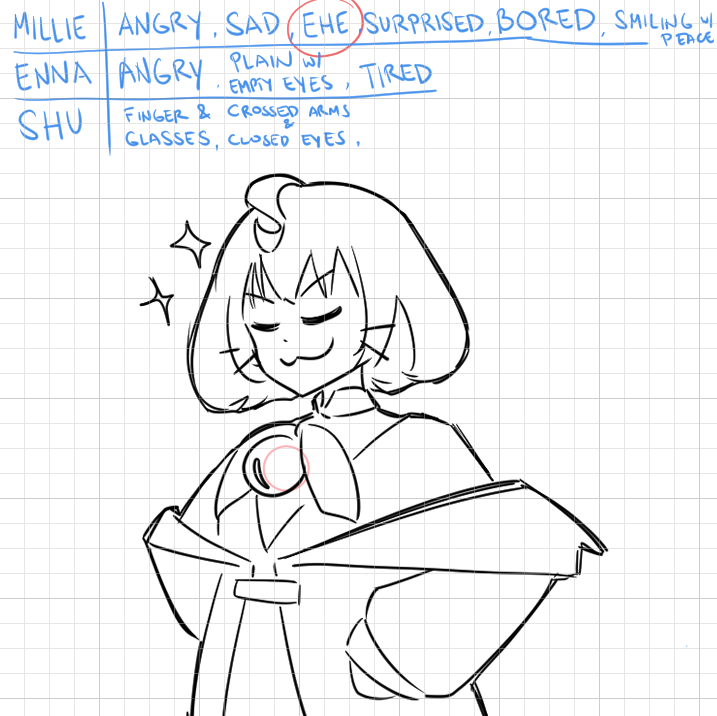 MILLIE ANGRY, SAD, EHE, SURPRISED, BORED, SMILING W/ PEACE
ENNA ANGRY, PLAIN W/ EMPTY EYES, TIRED
SHU FINGER & GLASSES, CROSSED ARMS & CLOSED EYES,